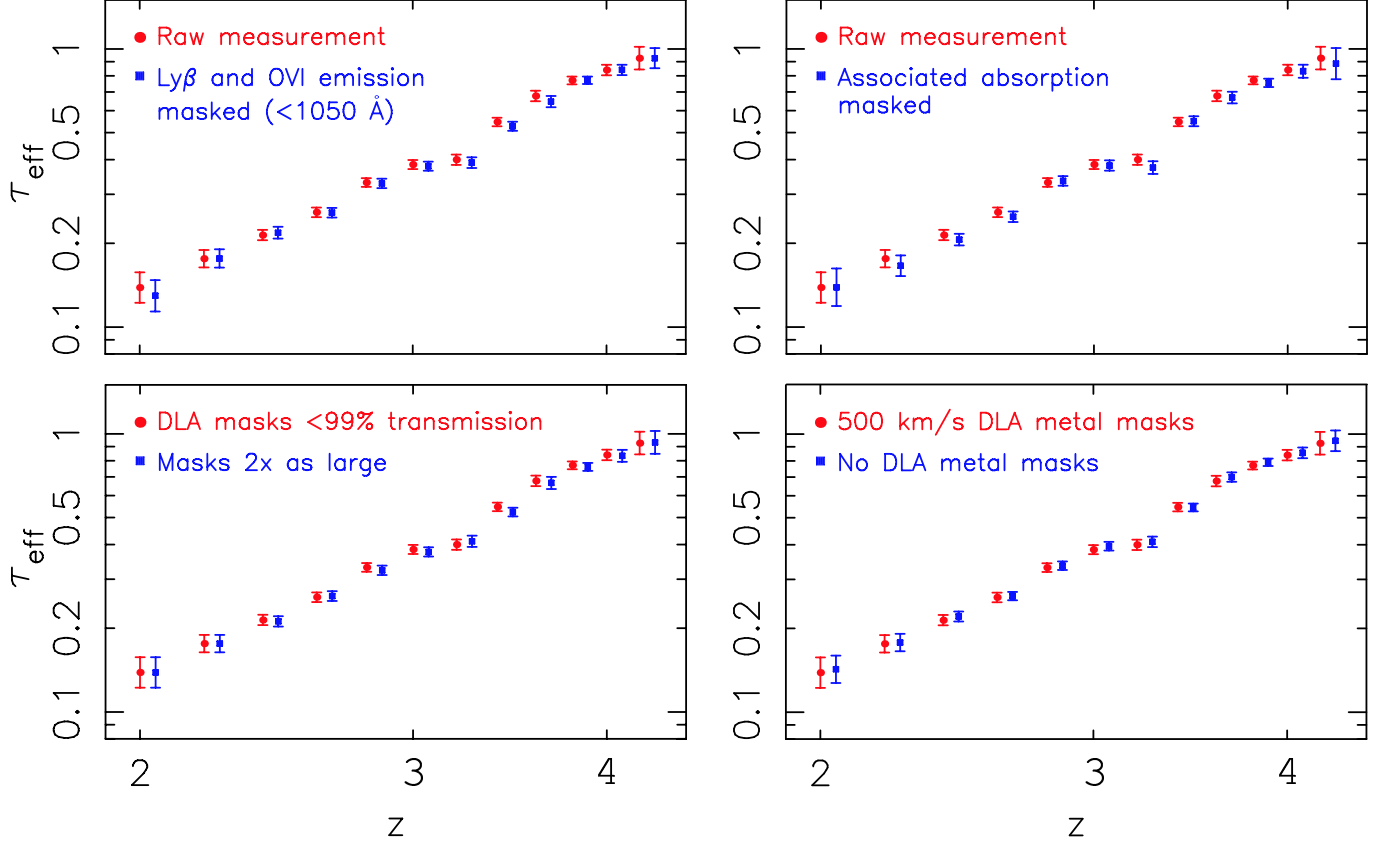 Raw measurement
Lyβ and OVI emission
masked (<1050 Å)
1
0.5
0.2
0.1
τeff
Raw measurement
Associated absorption
masked
1
0.5
0.2
0.1
DLA masks <99% transmission
Masks 2x as large
1
0.5
0.2
0.1
τeff
2
3
4
z
500 km/s DLA metal masks
No DLA metal masks
1
0.5
0.2
0.1
2
3
4
z